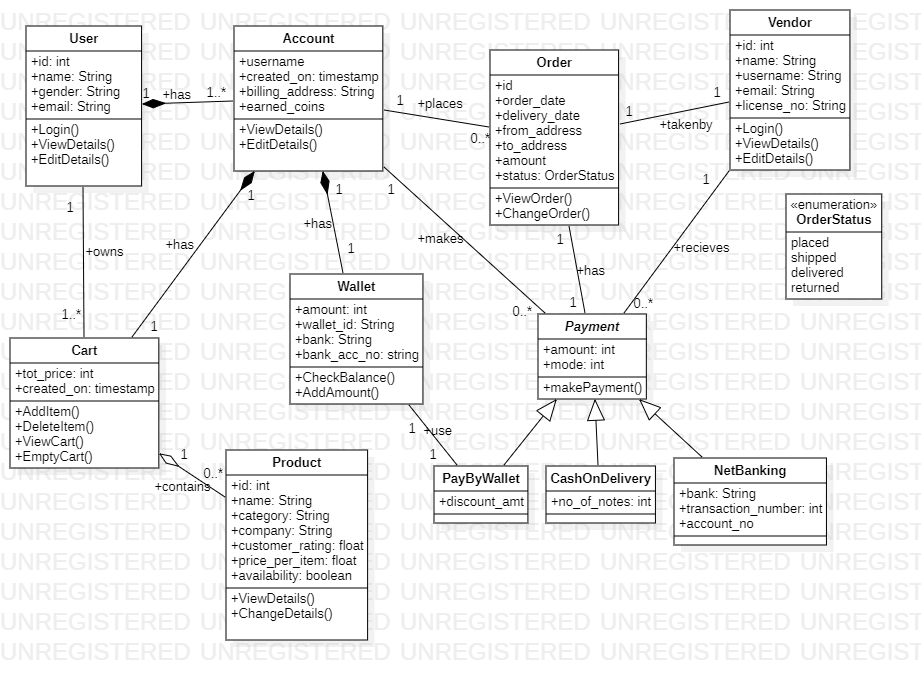 User
+id: int
+name: String
+gender: String
+email: String
+Login()
+ViewDetails()
+EditDetails()
1
+has
1..*
Account
+username
+created_on: timestamp
+billing_address: String
+earned_coins
+ViewDetails()
+EditDetails()
1
+places
0..*
Order
+id
+order_date
+delivery_date
+from_address
+to_address
+amount
+status: OrderStatus
+ViewOrder()
+ChangeOrder()
1
+takenby
1
Vendor
+id: int
+name: String
+username: String
+email: String
+license_no: String
+Login()
+ViewDetails()
+EditDetails()
«enumeration»
OrderStatus
placed
shipped
delivered
returned
1
+owns
1..*
1
+has
1
1
+has
1
1
+makes
0..*
1
+has
1
1
+recieves
0..*
Cart
+tot_price: int
+created_on: timestamp
+AddItem()
+DeleteItem()
+ViewCart()
+EmptyCart()
Wallet
+amount: int
+wallet_id: String
+bank: String
+bank_acc_no: string
+CheckBalance()
+AddAmount()
Payment
+amount: int
+mode: int
+makePayment()
1
+contains
0..*
1
+use
1
Product
+id: int
+name: String
+category: String
+company: String
+customer_rating: float
+price_per_item: float
+availability: boolean
+ViewDetails()
+ChangeDetails()
PayByWallet
+discount_amt
CashOnDelivery
+no_of_notes: int
NetBanking
+bank: String
+transaction_number: int
+account_no
UNREGISTERED